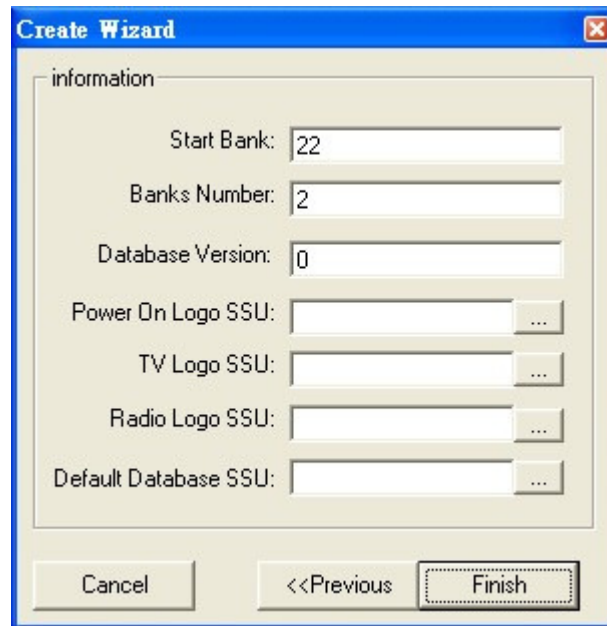 Create Wizard
information
Start Bank: 22
Banks Number: 2
Database Version: 0
Power On Logo SSU: ...
TV Logo SSU: ...
Radio Logo SSU: ...
Default Database SSU: ...
Cancel <<Previous Finish